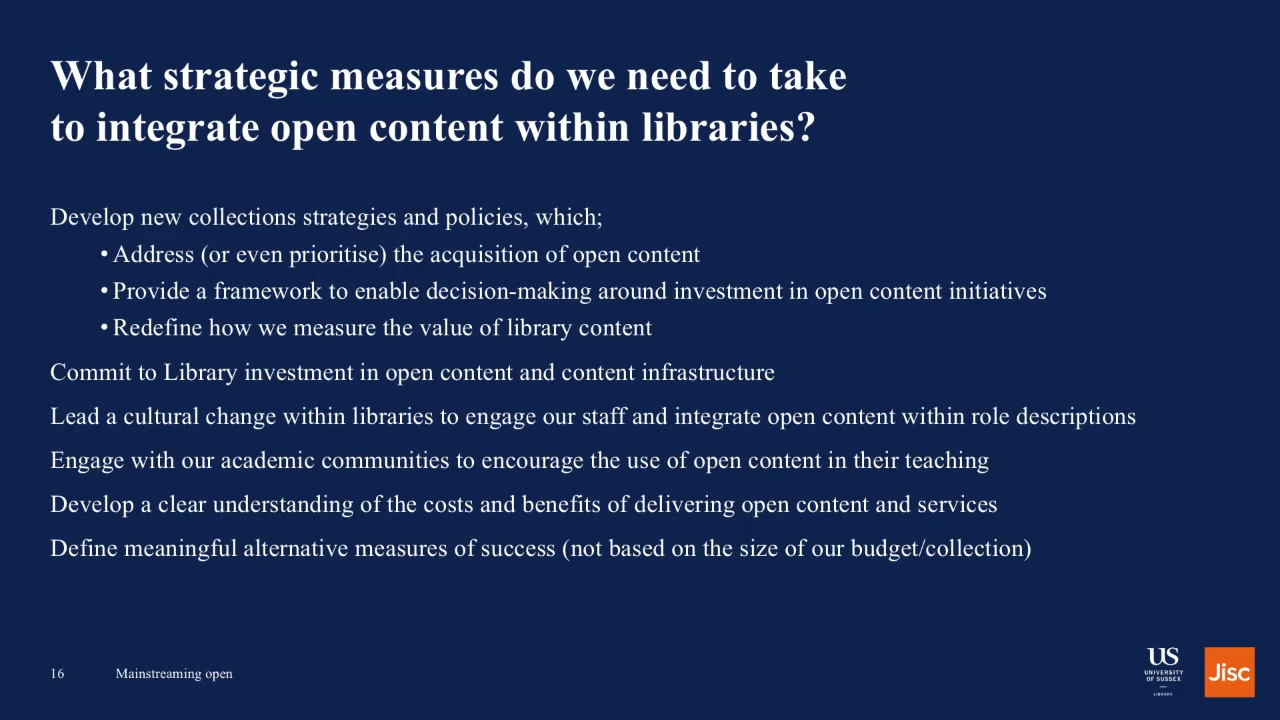 What strategic measures do we need to take
to integrate open content within libraries?
Develop new collections strategies and policies, which;
• Address (or even prioritise) the acquisition of open content
• Provide a framework to enable decision-making around investment in open content initiatives
• Redefine how we measure the value of library content
Commit to Library investment in open content and content infrastructure
Lead a cultural change within libraries to engage our staff and integrate open content within role descriptions
Engage with our academic communities to encourage the use of open content in their teaching
Develop a clear understanding of the costs and benefits of delivering open content and services
Define meaningful alternative measures of success (not based on the size of our budget/collection)
16 Mainstreaming open
US
UNIVERSITY
OF SUSSEX
LIBRARY
Jisc